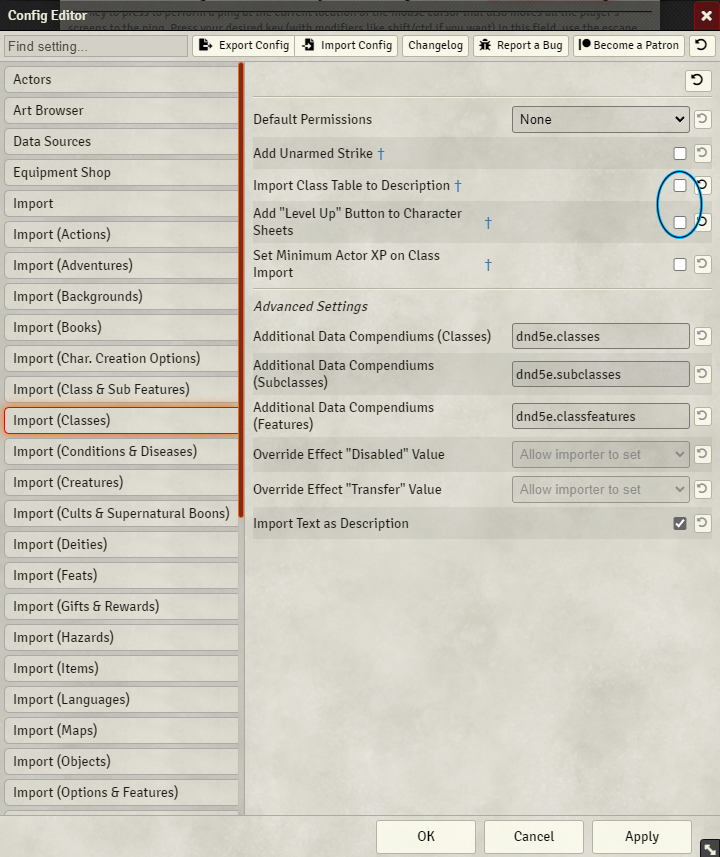 Config Editor
Find setting...
Export Config
Import Config
Changelog
Report a Bug
Become a Patron
Actors
Art Browser
Data Sources
Equipment Shop
Import
Import (Actions)
Import (Adventures)
Import (Backgrounds)
Import (Books)
Import (Char. Creation Options)
Import (Class & Sub Features)
Import (Classes)
Import (Conditions & Diseases)
Import (Creatures)
Import (Cults & Supernatural Boons)
Import (Deities)
Import (Feats)
Import (Gifts & Rewards)
Import (Hazards)
Import (Items)
Import (Languages)
Import (Maps)
Import (Objects)
Import (Options & Features)
Default Permissions
None
Add Unarmed Strike †
Import Class Table to Description †
Add "Level Up" Button to Character
Sheets †
Set Minimum Actor XP on Class
Import †
Advanced Settings
Additional Data Compendiums (Classes)
dnd5e.classes
Additional Data Compendiums
(Subclasses)
dnd5e.subclasses
Additional Data Compendiums
(Features)
dnd5e.classfeatures
Override Effect "Disabled" Value
Allow importer to set
Override Effect "Transfer" Value
Allow importer to set
Import Text as Description
OK
Cancel
Apply